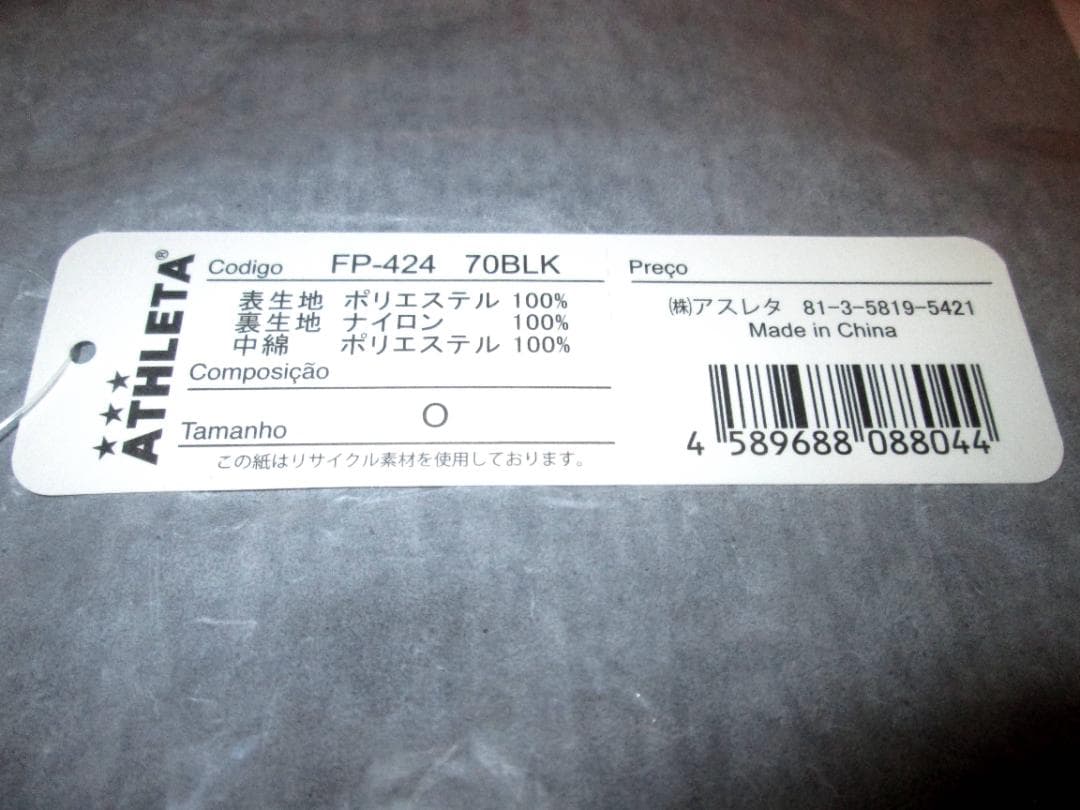 ATHLETA®
Codigo FP-424 70BLK
表生地 ポリエステル 100%
裏生地 ナイロン 100%
中綿 ポリエステル 100%
Composição
Tamanho O
この紙はリサイクル素材を使用しております。
Preço
㈱アスレタ 81-3-5819-5421
Made in China
4 589688 088044